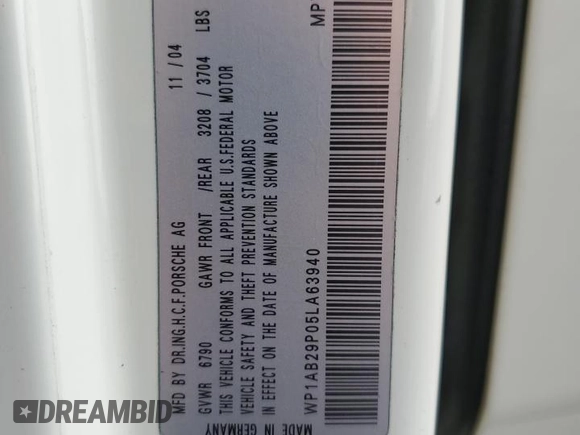 MFD BY DR.ING.H.C.F.PORSCHE AG 11 / 04
GVWR 6790 GAWR FRONT /REAR 3208 / 3704 LBS
THIS VEHICLE CONFORMS TO ALL APPLICABLE U.S.FEDERAL MOTOR
VEHICLE SAFETY AND THEFT PREVENTION STANDARDS
IN EFFECT ON THE DATE OF MANUFACTURE SHOWN ABOVE
MADE IN GERMANY
WP1AB29P05LA63940
MP
DREAMBID